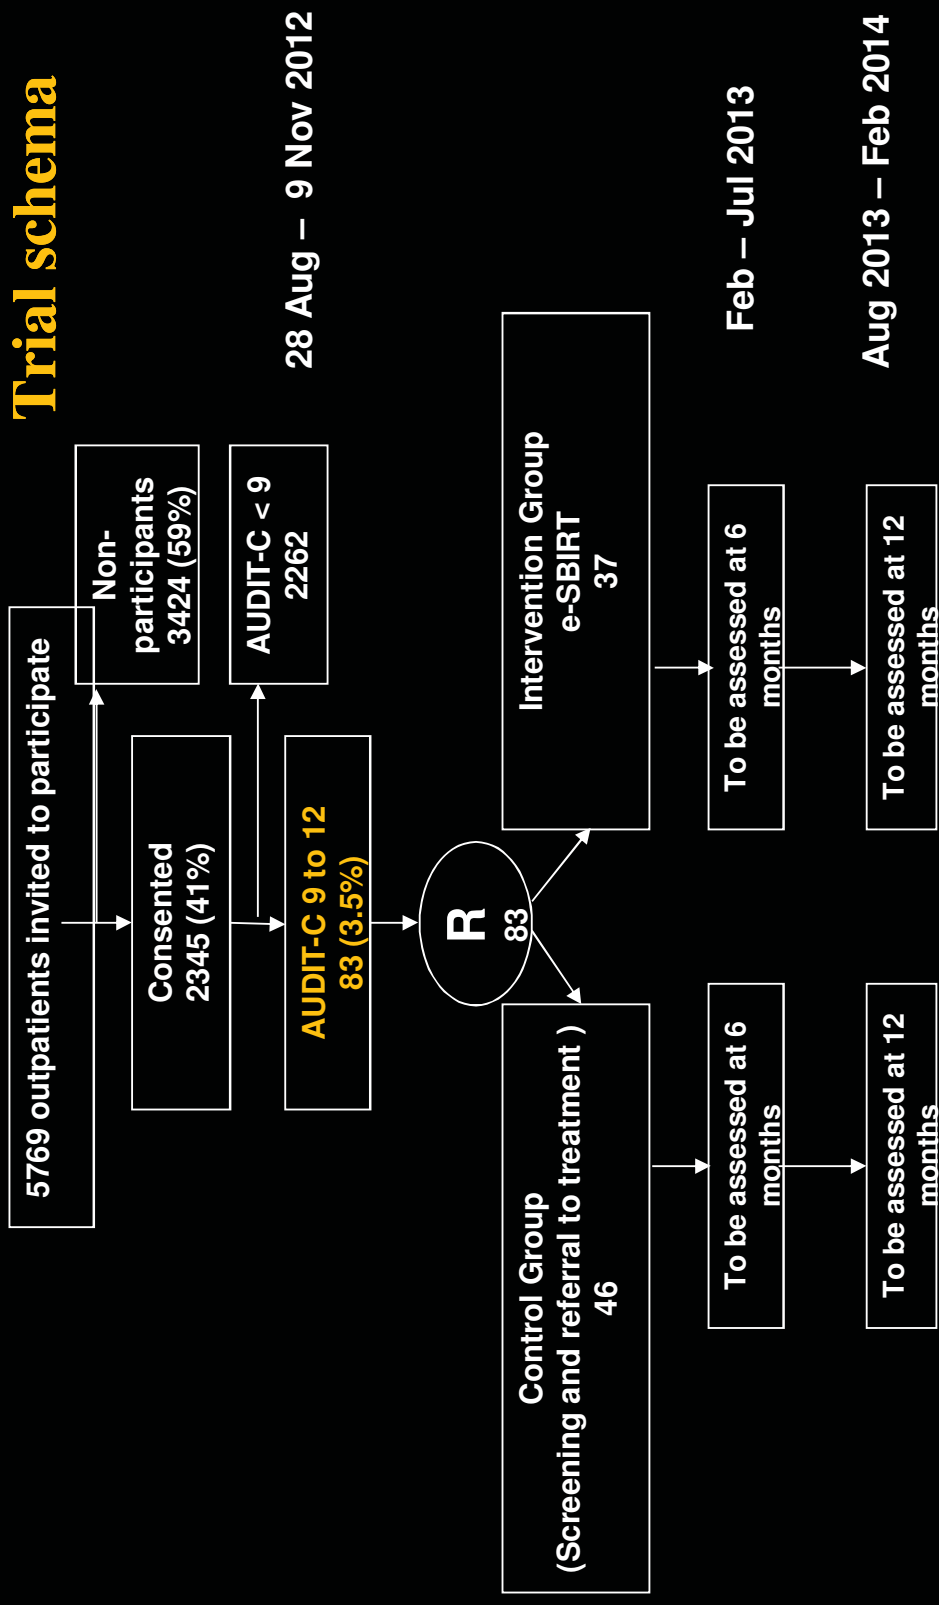 Trial schema
5769 outpatients invited to participate
Non-
participants
3424 (59%)
Consented
2345 (41%)
AUDIT-C < 9
2262
28 Aug – 9 Nov 2012
AUDIT-C 9 to 12
83 (3.5%)
R
83
Control Group
(Screening and referral to treatment )
46
Intervention Group
e-SBIRT
37
To be assessed at 6
months
To be assessed at 6
months
Feb – Jul 2013
To be assessed at 12
months
To be assessed at 12
months
Aug 2013 – Feb 2014